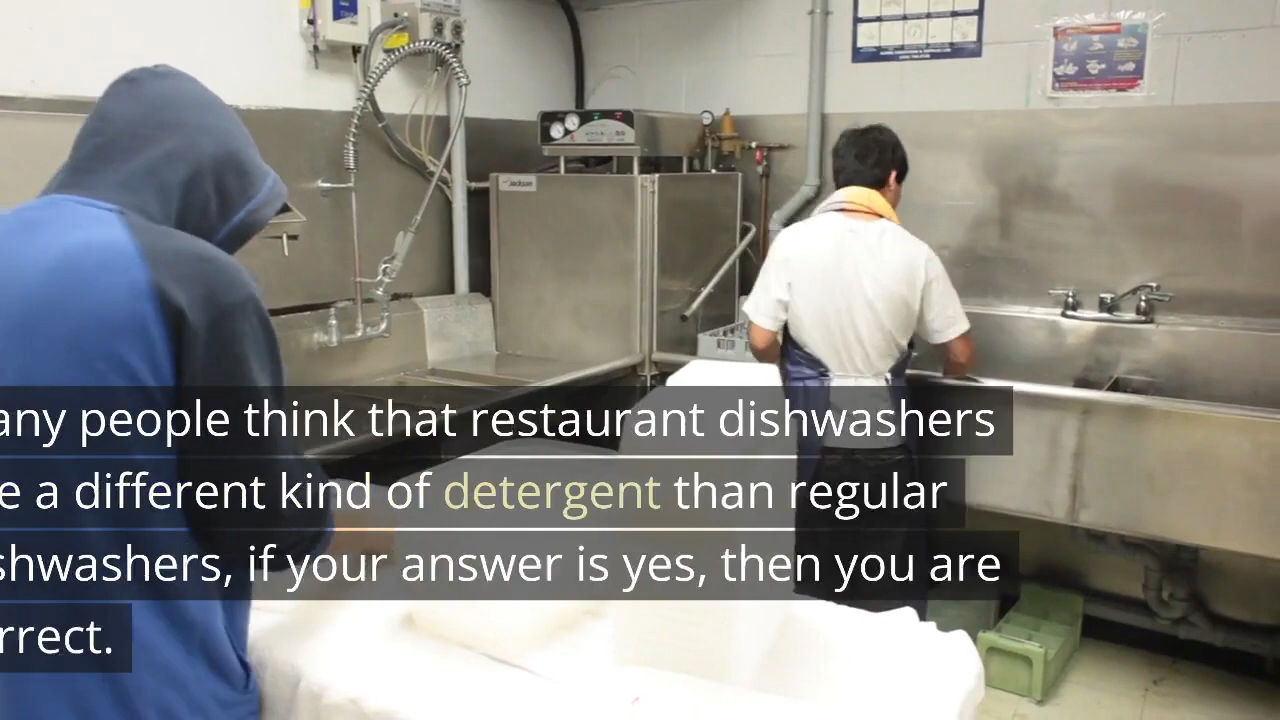 any people think that restaurant dishwashers
e a different kind of detergent than regular
shwashers, if your answer is yes, then you are
rrect.
Jackson